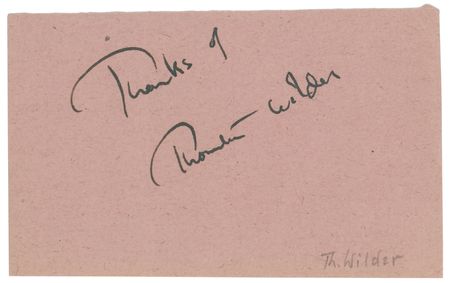 Thanks of
Thornton Wilder
Th. Wilder